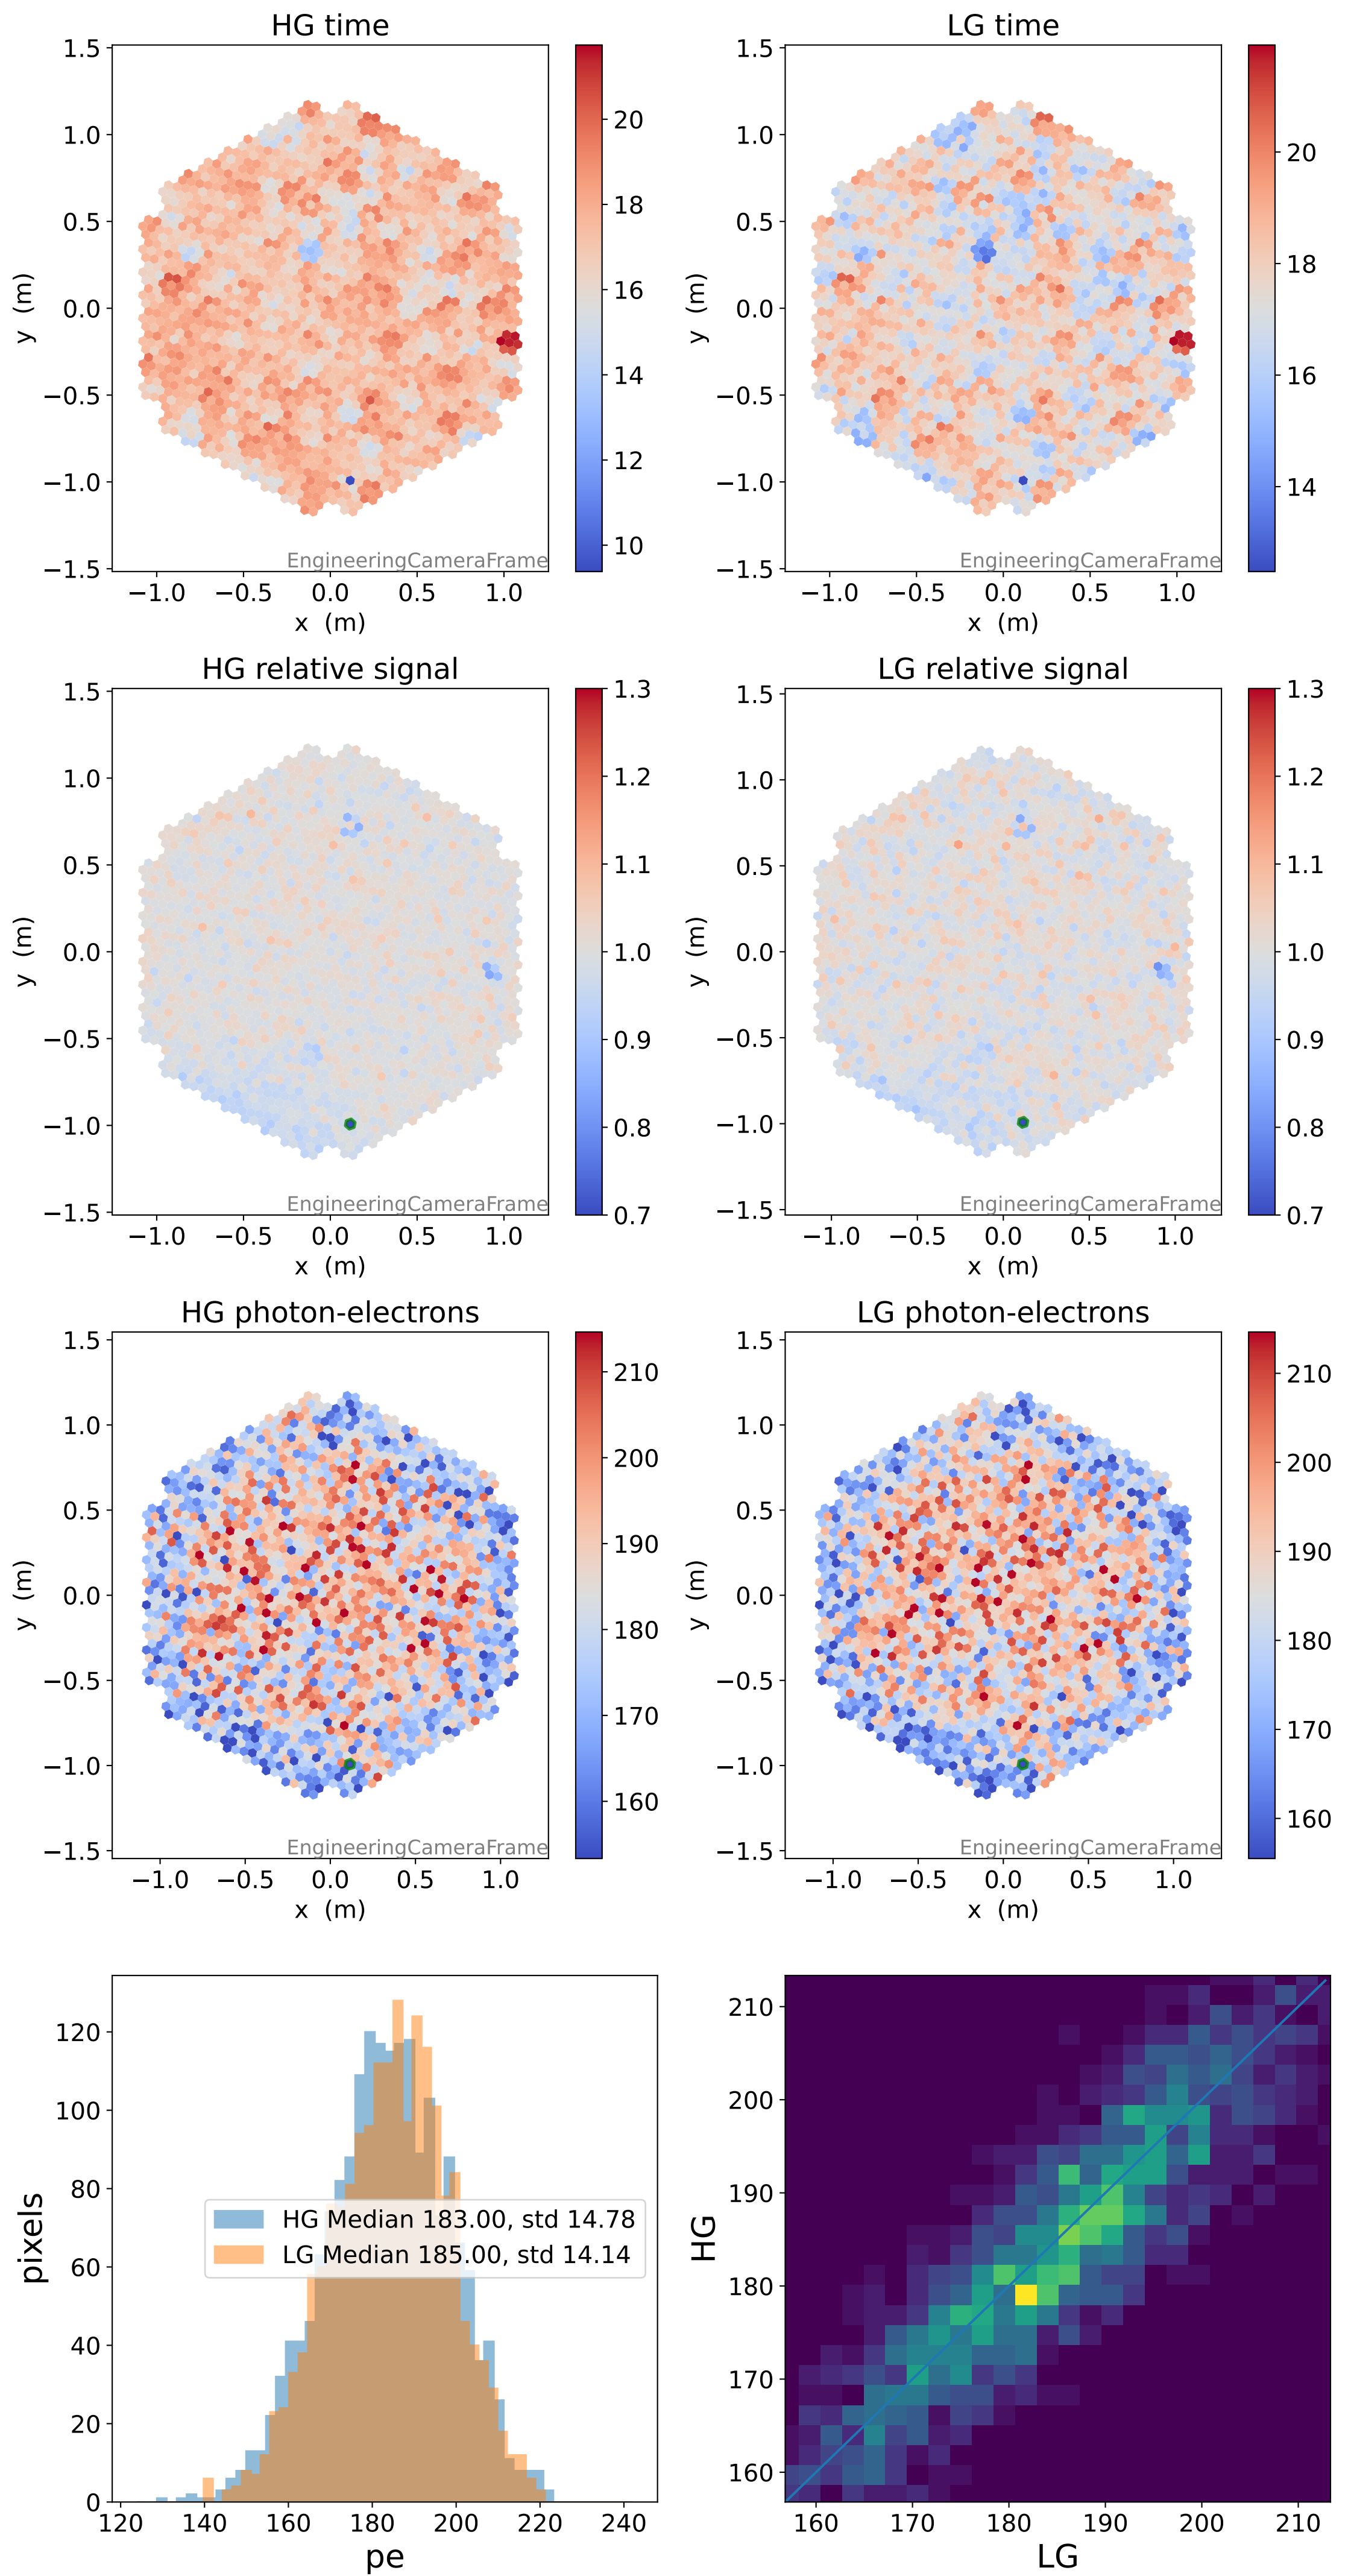 HG time
1.5
1.0
0.5
0.0
−0.5
−1.0
−1.5
y (m)
EngineeringCameraFrame
−1.0 −0.5 0.0 0.5 1.0
x (m)
20
18
16
14
12
10
LG time
1.5
1.0
0.5
0.0
−0.5
−1.0
−1.5
y (m)
EngineeringCameraFrame
−1.0 −0.5 0.0 0.5 1.0
x (m)
20
18
16
14
HG relative signal
1.5
1.0
0.5
0.0
−0.5
−1.0
−1.5
y (m)
EngineeringCameraFrame
−1.0 −0.5 0.0 0.5 1.0
x (m)
1.3
1.2
1.1
1.0
0.9
0.8
0.7
LG relative signal
1.5
1.0
0.5
0.0
−0.5
−1.0
−1.5
y (m)
EngineeringCameraFrame
−1.0 −0.5 0.0 0.5 1.0
x (m)
1.3
1.2
1.1
1.0
0.9
0.8
0.7
HG photon-electrons
1.5
1.0
0.5
0.0
−0.5
−1.0
−1.5
y (m)
EngineeringCameraFrame
−1.0 −0.5 0.0 0.5 1.0
x (m)
210
200
190
180
170
160
LG photon-electrons
1.5
1.0
0.5
0.0
−0.5
−1.0
−1.5
y (m)
EngineeringCameraFrame
−1.0 −0.5 0.0 0.5 1.0
x (m)
210
200
190
180
170
160
120
100
80
60
40
20
0
pixels
HG Median 183.00, std 14.78
LG Median 185.00, std 14.14
120 140 160 180 200 220 240
pe
210
200
190
180
170
160
HG
160 170 180 190 200 210
LG